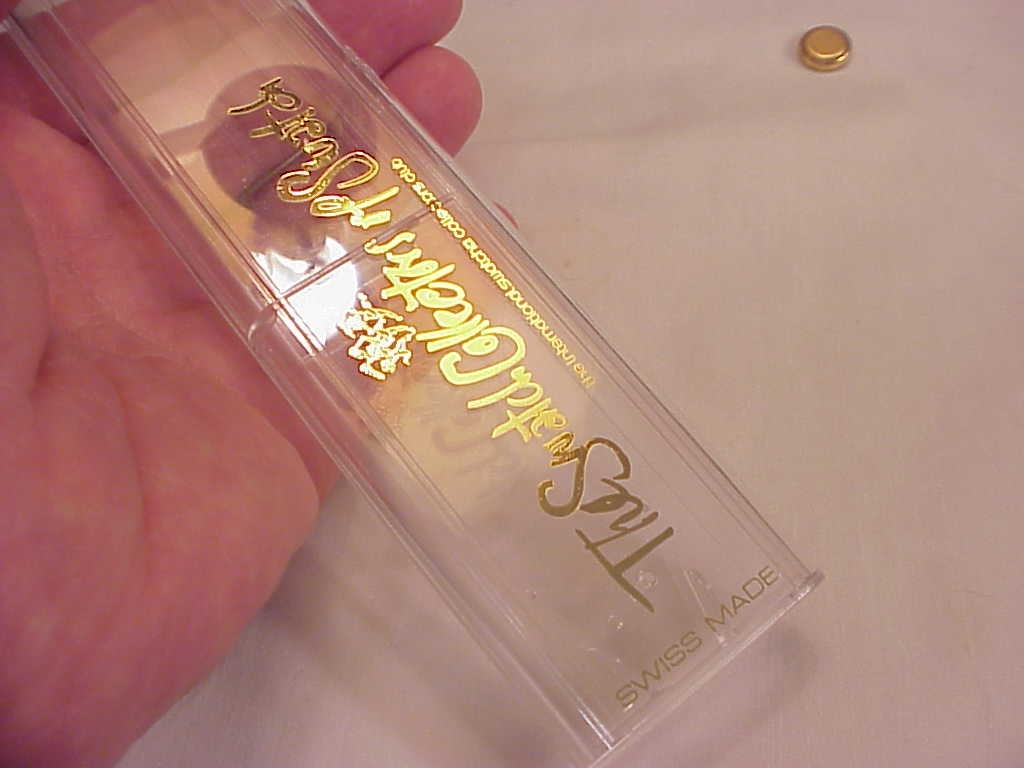 The Swatch Collectors of Swatch
the international swatch collectors club
SWISS MADE